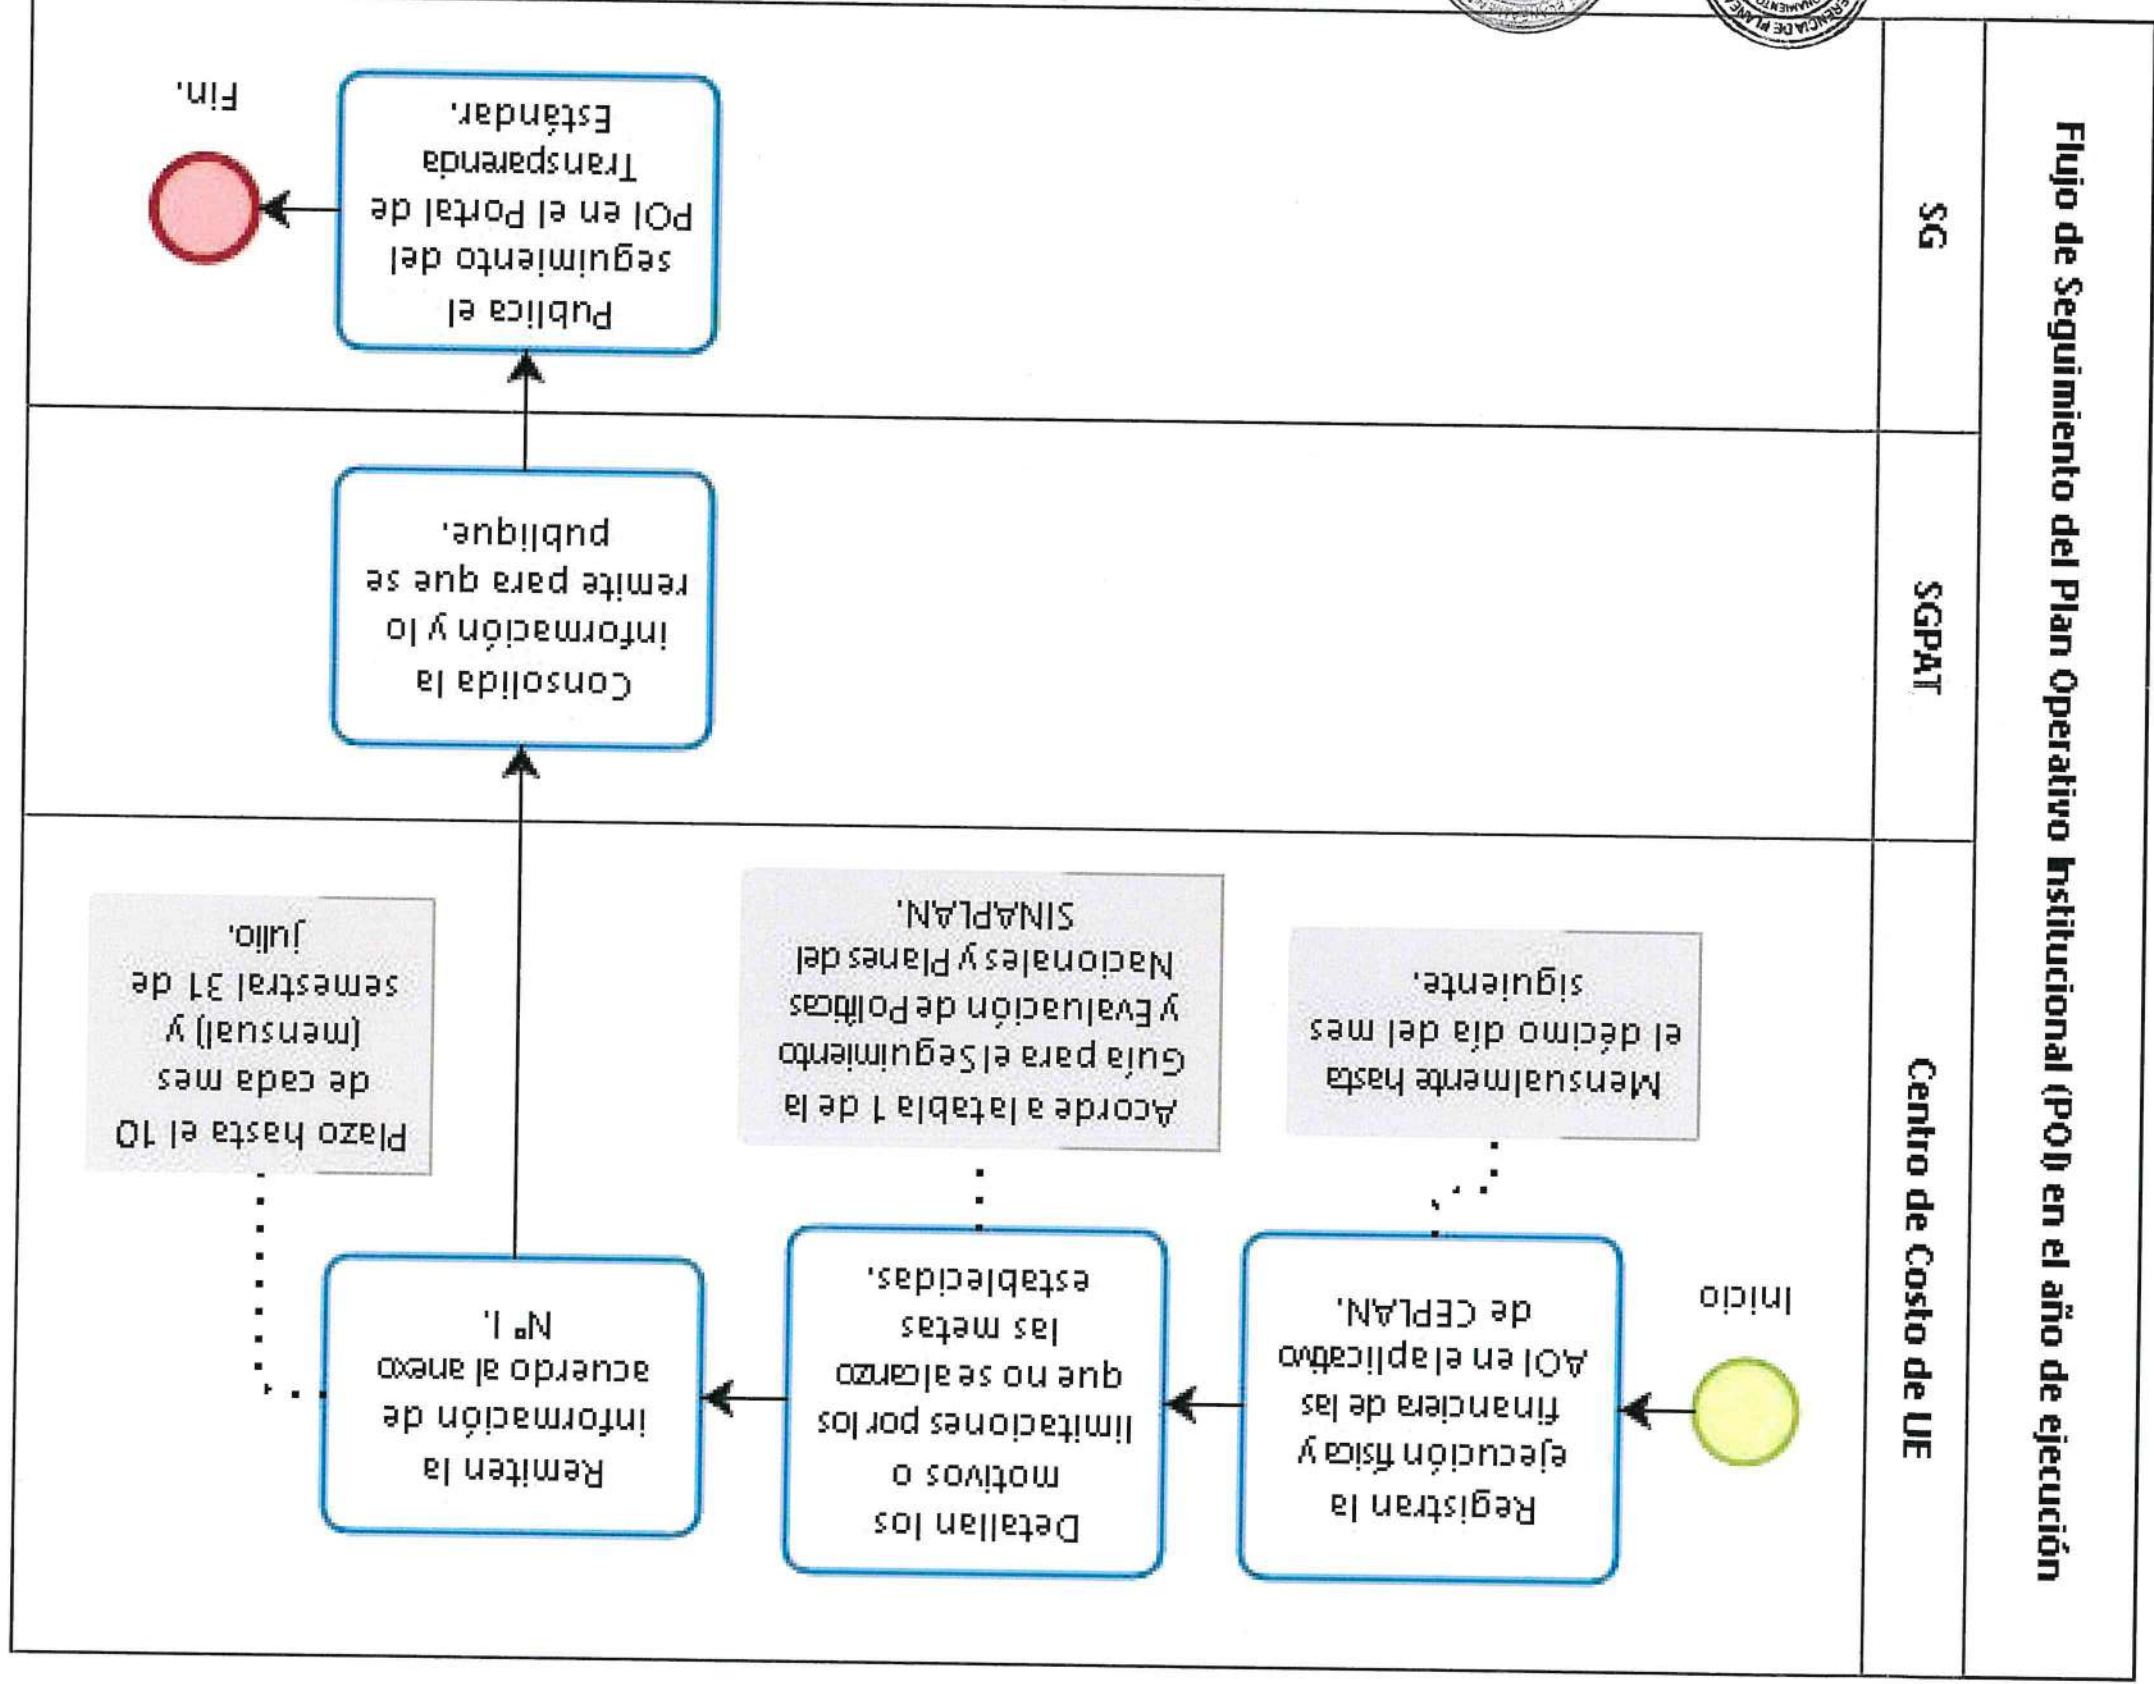 Flujo de Seguimiento del Plan Operativo Institucional (POI) en el año de ejecución
Centro de Costo de UE
Inicio
Registran la
ejecución física y
financiera de las
AOI en el aplicativo
de CEPLAN.
Mensualmente hasta
el décimo día del mes
siguiente.
Detallan los
motivos o
limitaciones por los
que no se alcanzo
las metas
establecidas.
Acorde a la tabla 1 de la
Guía para el Seguimiento
y Evaluación de Políticas
Nacionales y Planes del
SINAPLAN.
Remiten la
información de
acuerdo al anexo
Nº I.
Plazo hasta el 10
de cada mes
(mensual) y
semestral 31 de
julio.
SGPAT
Consolida la
información y lo
remite para que se
publique.
SG
Publica el
seguimiento del
POI en el Portal de
Transparencia
Estándar.
Fin.